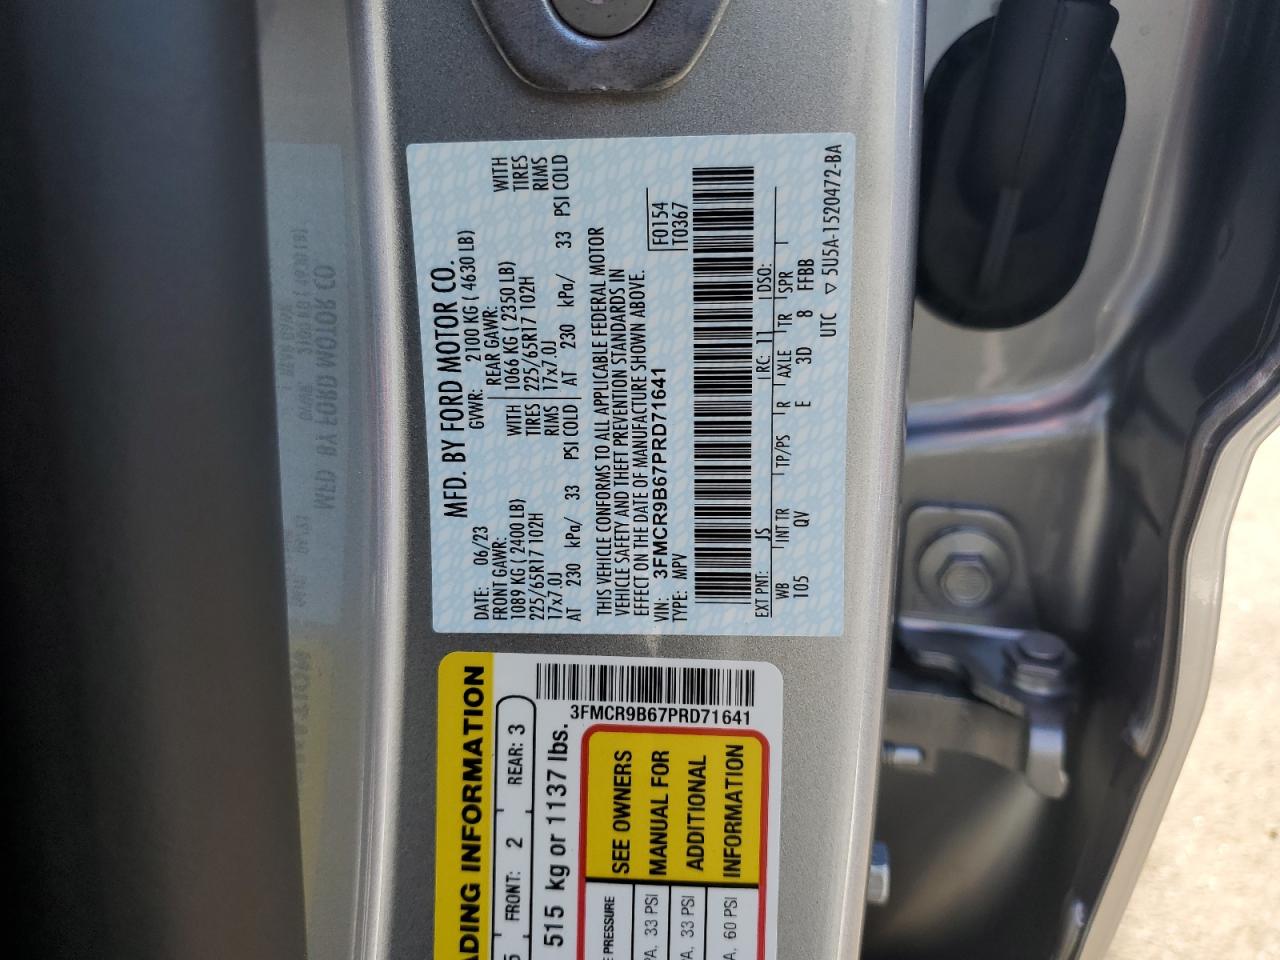 MFD. BY FORD MOTOR CO.
DATE: 06/23 GVWR: 2100 KG ( 4630 LB)
FRONT GAWR: REAR GAWR:
1089 KG ( 2400 LB) WITH 1066 KG ( 2350 LB) WITH
225/65R17 102H TIRES 225/65R17 102H TIRES
17x7.0J RIMS 17x7.0J RIMS
AT 230 kPa/ 33 PSI COLD AT 230 kPa/ 33 PSI COLD
THIS VEHICLE CONFORMS TO ALL APPLICABLE FEDERAL MOTOR
VEHICLE SAFETY AND THEFT PREVENTION STANDARDS IN
EFFECT ON THE DATE OF MANUFACTURE SHOWN ABOVE.
VIN: 3FMCR9B67PRD71641 F0154
TYPE: MPV T0367
EXT PNT: JS RC: 11 DSO:
WB INT TR TP/PS R AXLE TR SPR
105 QV E 3D 8 FFBB
UTC ▽ 5U5A-1520472-BA
ADING INFORMATION
5 FRONT: 2 REAR: 3
515 kg or 1137 lbs.
3FMCR9B67PRD71641
E PRESSURE
PA, 33 PSI
PA, 33 PSI
A, 60 PSI
SEE OWNERS
MANUAL FOR
ADDITIONAL
INFORMATION